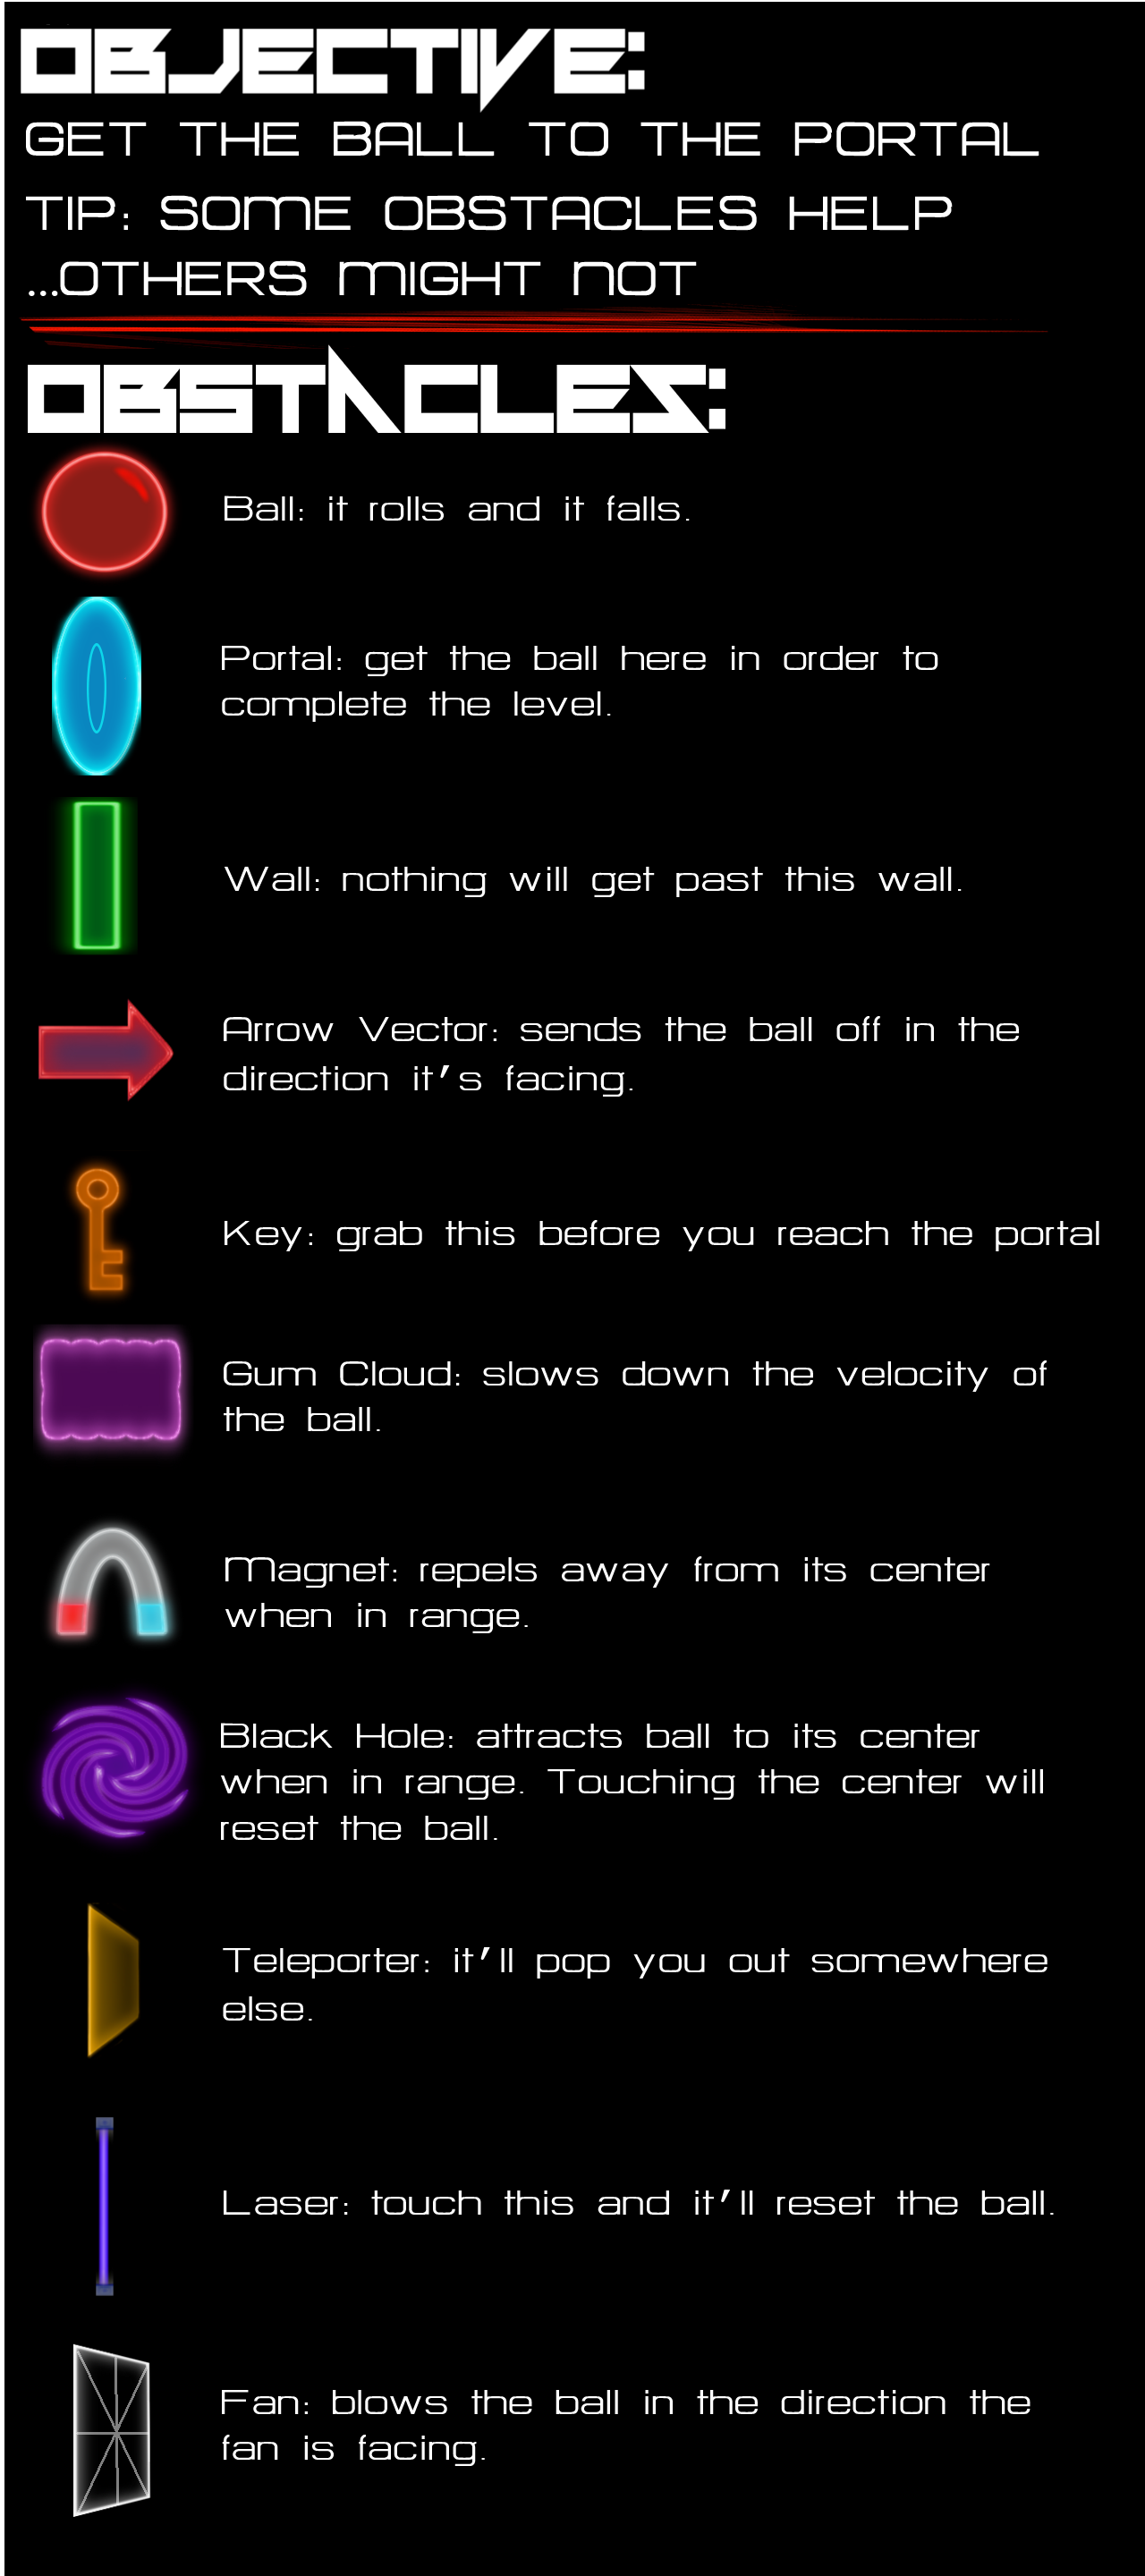 OBJECTIVE:
GET THE BALL TO THE PORTAL
TIP: SOME OBSTACLES HELP
...OTHERS MIGHT NOT
OBSTACLES:
Ball: it rolls and it falls.
Portal: get the ball here in order to
complete the level.
Wall: nothing will get past this wall.
Arrow Vector: sends the ball off in the
direction it's facing.
Key: grab this before you reach the portal
Gum Cloud: slows down the velocity of
the ball.
Magnet: repels away from its center
when in range.
Black Hole: attracts ball to its center
when in range. Touching the center will
reset the ball.
Teleporter: it'll pop you out somewhere
else.
Laser: touch this and it'll reset the ball.
Fan: blows the ball in the direction the
fan is facing.